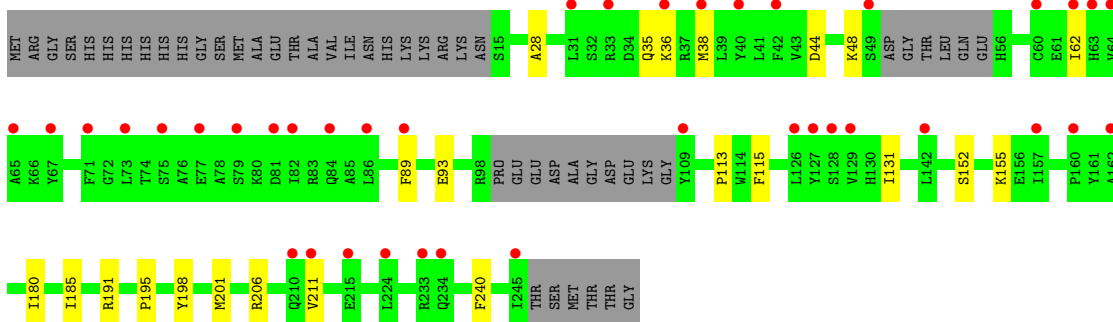 MET ARG GLY SER HIS HIS HIS HIS HIS HIS GLY SER MET ALA GLU THR ALA VAL ILE ASN HIS LYS LYS ARG LYS ASN S15 A28 L31 S32 R33 D34 Q35 K36 R37 M38 L39 Y40 L41 F42 V43 D44 K48 S49 ASP GLY THR LEU GLN GLU H56 C60 E61 I62 H63 V64
A65 K66 Y67 F71 G72 L73 T74 S75 A76 E77 A78 S79 K80 D81 I82 R83 Q84 A85 L86 F89 E93 R98 PRO GLU GLU ASP ALA GLY ASP GLU LYS GLY Y109 P113 W114 F115 L126 Y127 S128 V129 H130 I131 L142 S152 K155 E156 I157 P160 Y161 A162
I180 I185 R191 P195 Y198 M201 R206 Q210 V211 E215 L224 R233 Q234 F240 I245 THR SER MET THR THR GLY